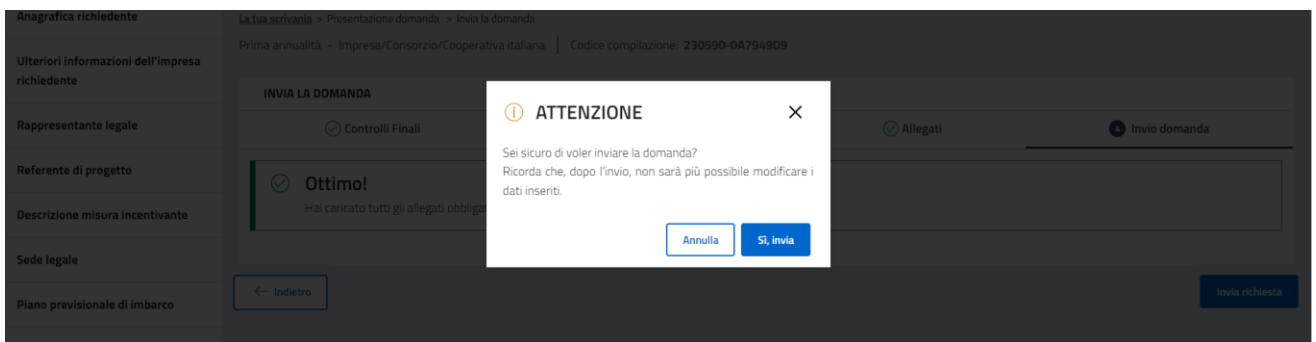 Anagrafica richiedente
Ulteriori informazioni dell'impresa
richiedente
Rappresentante legale
Referente di progetto
Descrizione misura incentivante
Sede legale
Piano previsionale di imbarco
La tua scrivania > Presentazione domanda > Invia la domanda
Prima annualità - Impresa/Consorzio/Cooperativa italiana | Codice compilazione: 230590-0A7949D9
INVIA LA DOMANDA
Controlli Finali
Allegati
4 Invio domanda
Ottimo!
Hai caricato tutti gli allegati obbligat
ATTENZIONE
Sei sicuro di voler inviare la domanda?
Ricorda che, dopo l'invio, non sarà più possibile modificare i
dati inseriti.
Annulla
Sì, invia
← Indietro
Invia richiesta